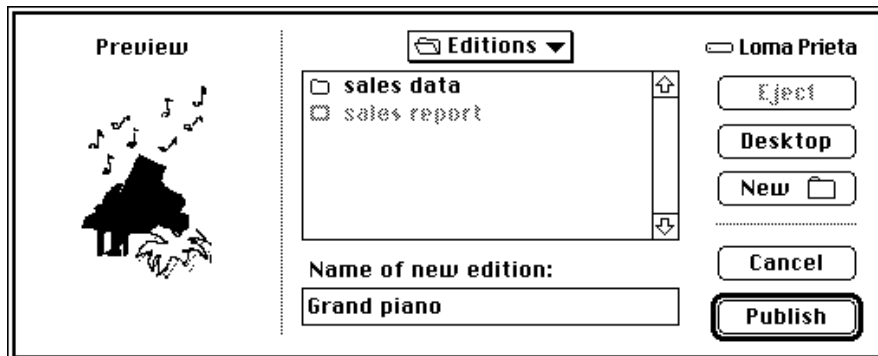 Preview
Editions
Loma Prieta
sales data
sales report
Eject
Desktop
New
Name of new edition:
Grand piano
Cancel
Publish